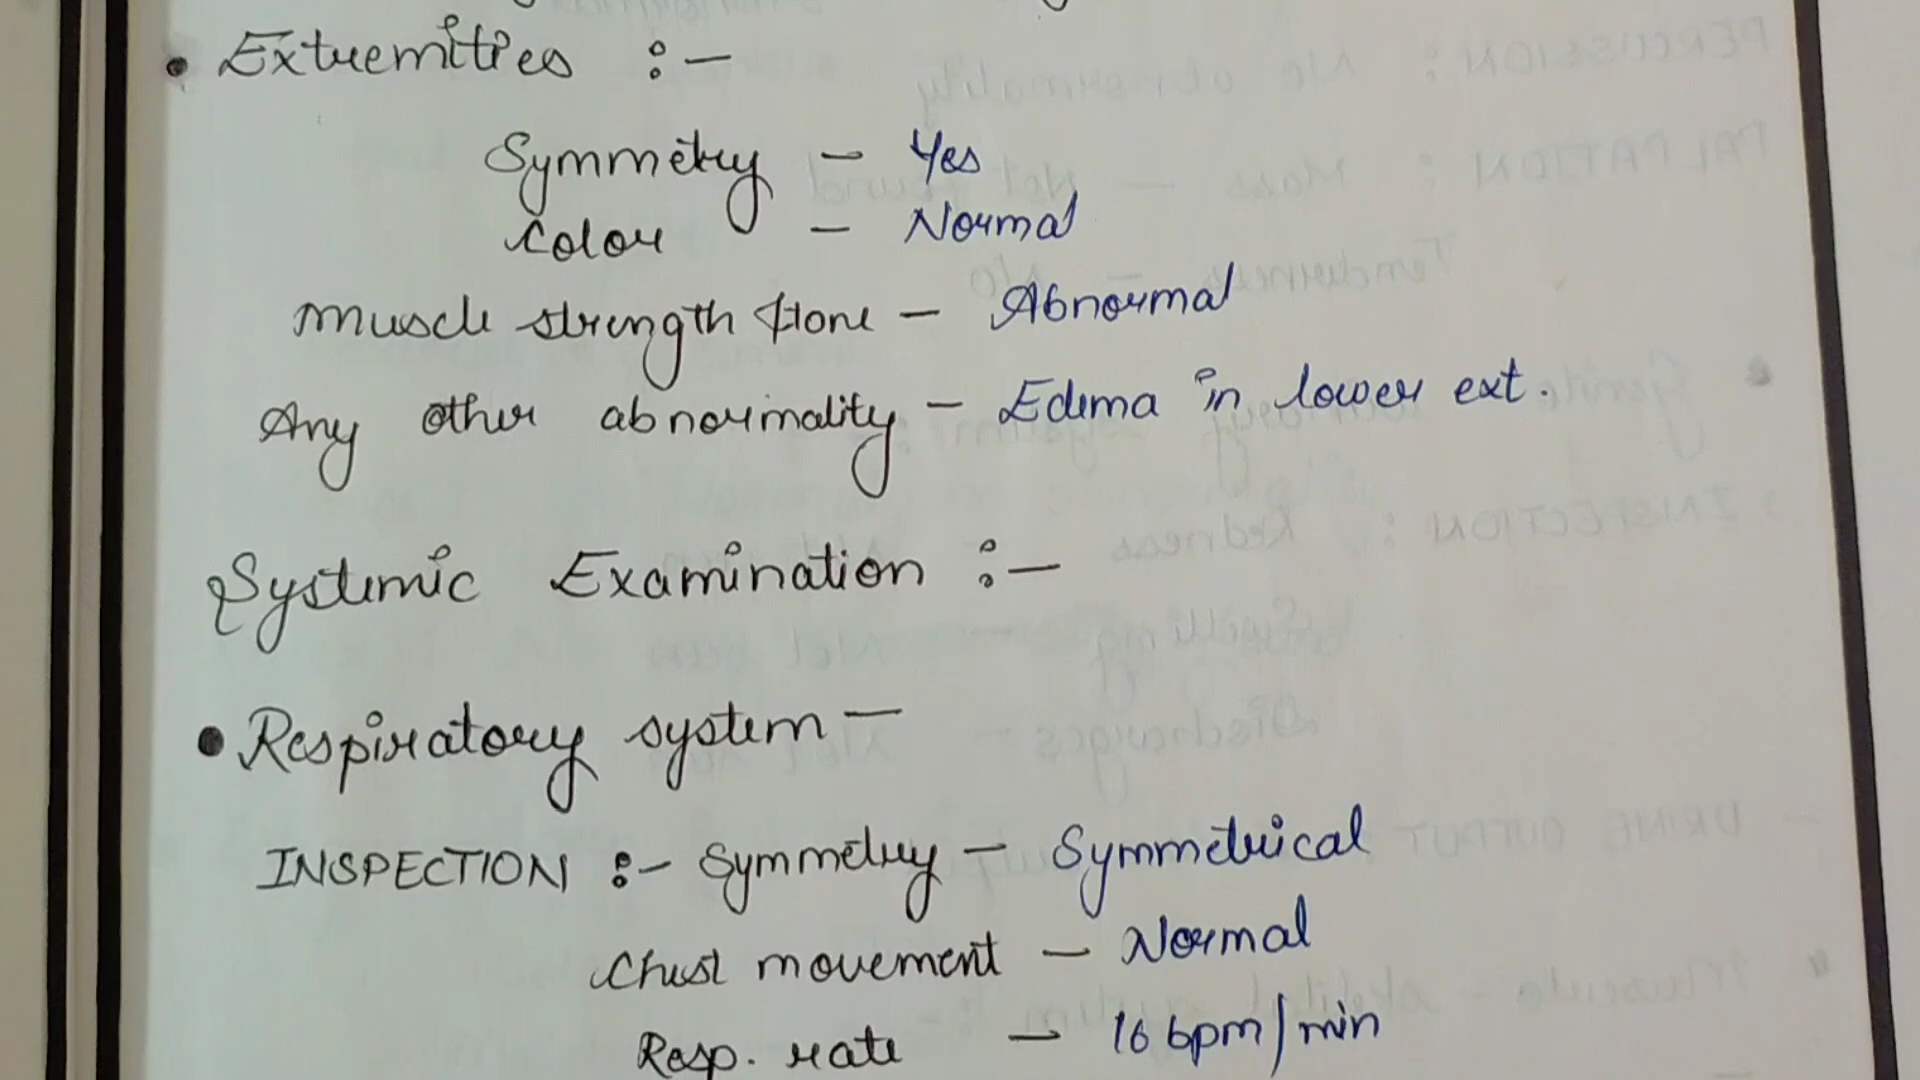 • Extremities :-
Symmetry - Yes
Color - Normal
Muscle strength &tone - Abnormal
Any other abnormality - Edema in lower ext.
Systemic Examination :-
• Respiratory system -
INSPECTION :- Symmetry - Symmetrical
Chest movement - Normal
Resp. rate - 16 bpm/min